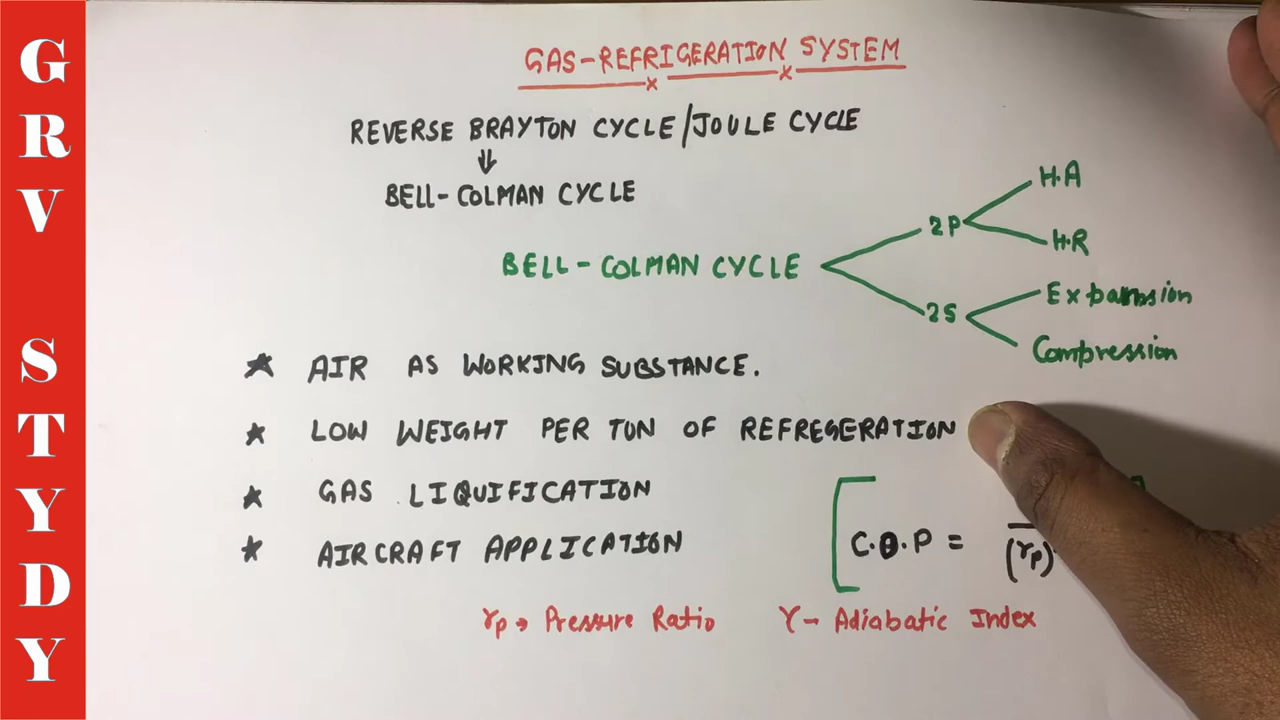 GRV STYDY
GAS-REFRIGERATION SYSTEM
REVERSE BRAYTON CYCLE/JOULE CYCLE
⇓
BELL-COLMAN CYCLE
BELL-COLMAN CYCLE
2P
H.A
H.R
2S
Expansion
Compression
★ AIR AS WORKING SUBSTANCE.
★ LOW WEIGHT PER TON OF REFREGERATION
★ GAS LIQUIFICATION
★ AIRCRAFT APPLICATION
C.O.P = (rp)
rp → Pressure Ratio γ- Adiabatic Index